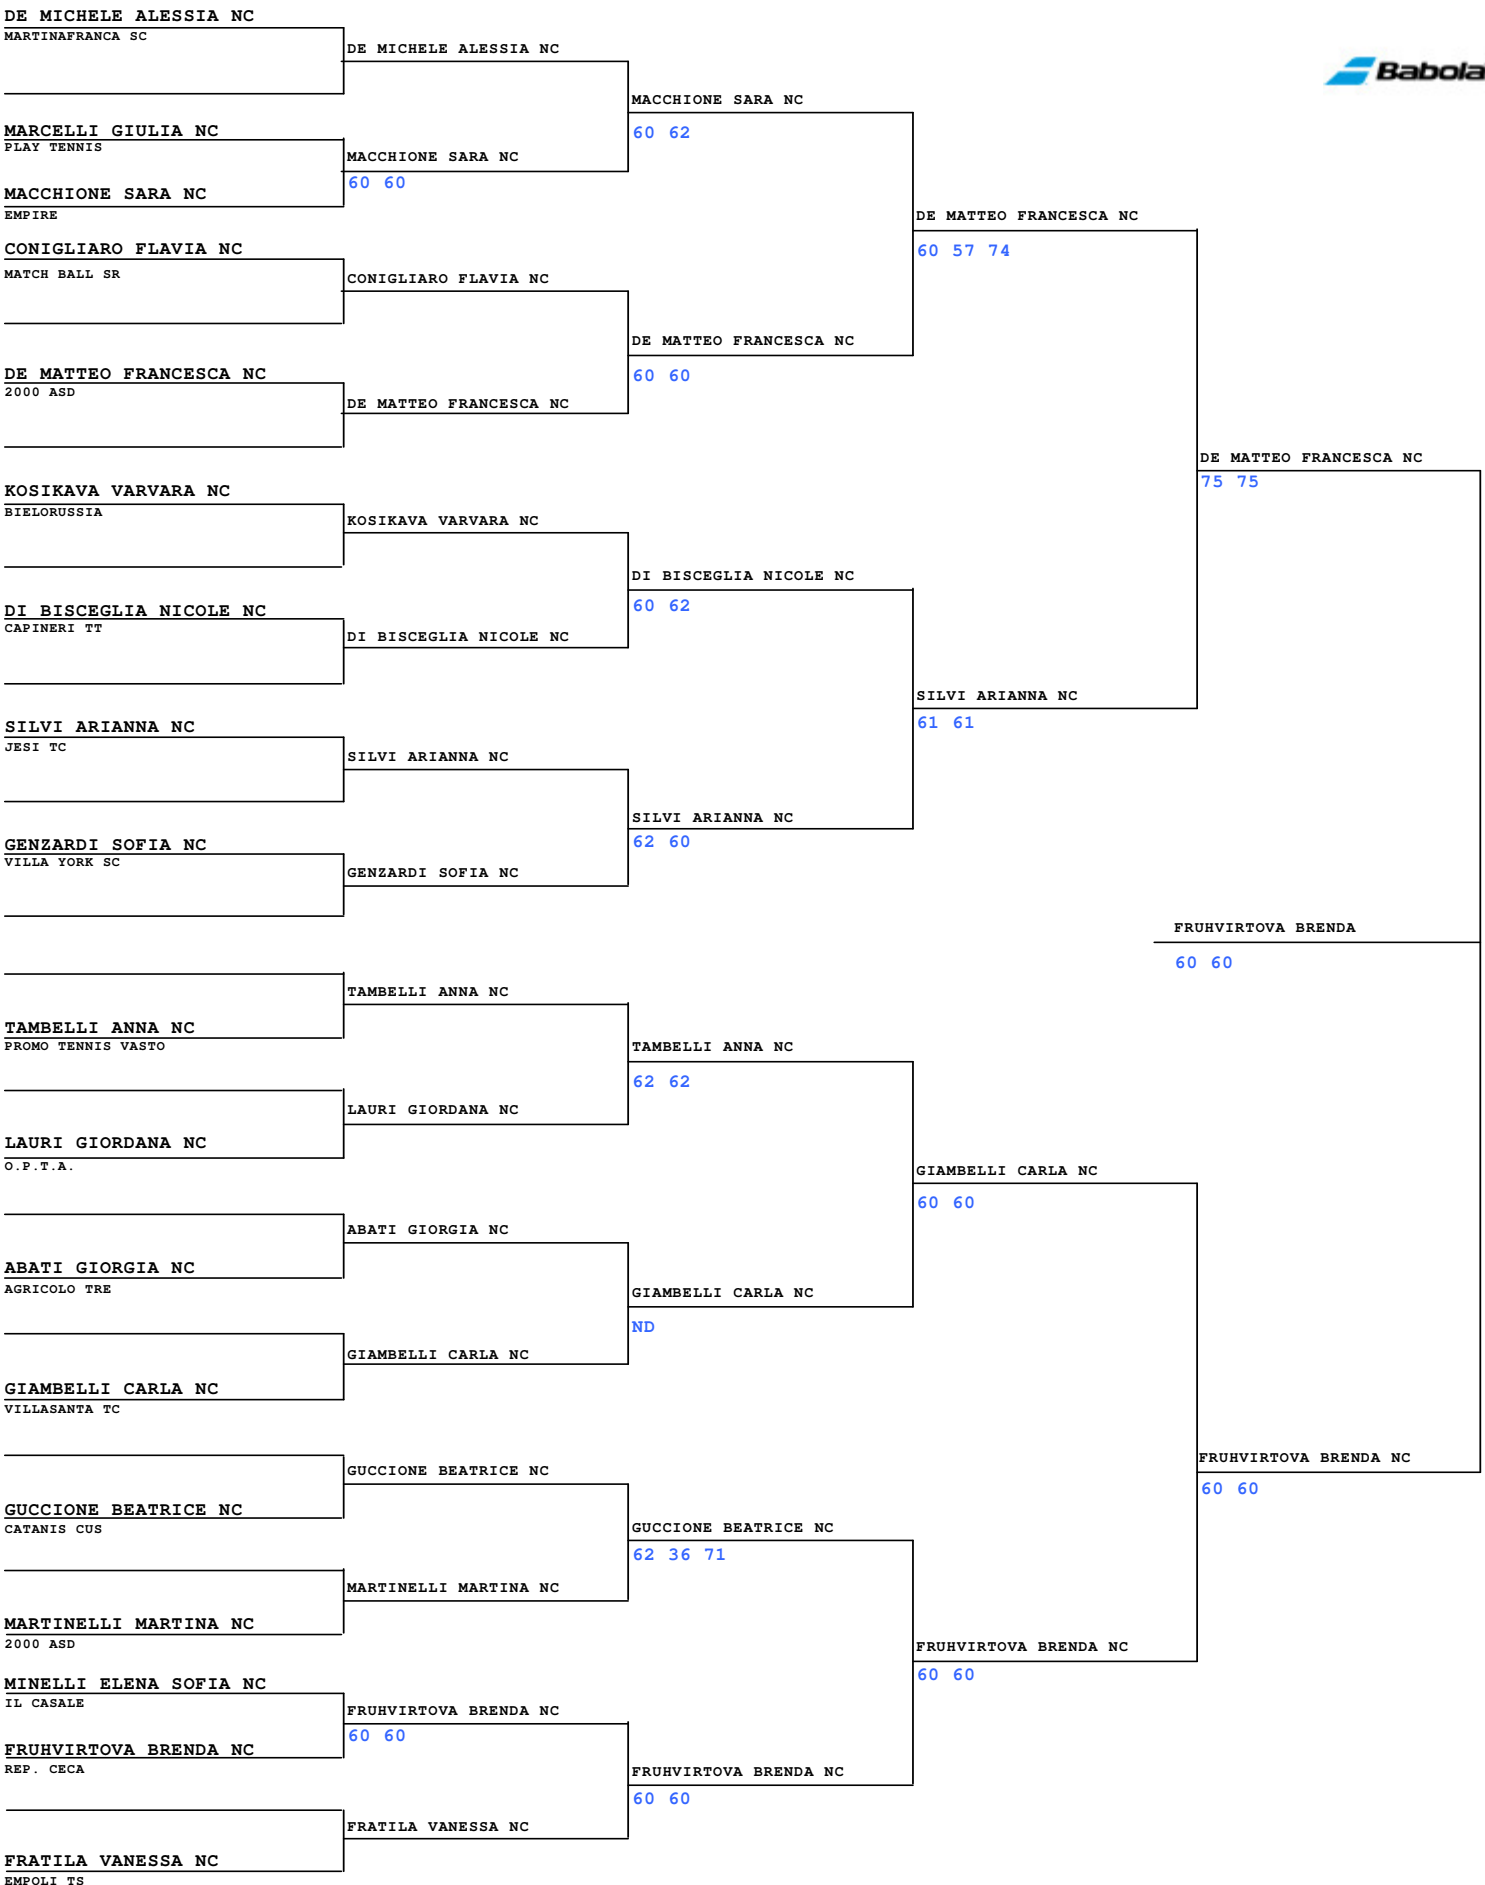 DE MICHELE ALESSIA NC
MARTINAFRANCA SC
DE MICHELE ALESSIA NC
Babola
MACCHIONE SARA NC
60 62
MARCELLI GIULIA NC
PLAY TENNIS
MACCHIONE SARA NC
60 60
MACCHIONE SARA NC
EMPIRE
DE MATTEO FRANCESCA NC
60 57 74
CONIGLIARO FLAVIA NC
MATCH BALL SR
CONIGLIARO FLAVIA NC
DE MATTEO FRANCESCA NC
60 60
DE MATTEO FRANCESCA NC
2000 ASD
DE MATTEO FRANCESCA NC
DE MATTEO FRANCESCA NC
75 75
KOSIKAVA VARVARA NC
BIELORUSSIA
KOSIKAVA VARVARA NC
DI BISCEGLIA NICOLE NC
60 62
DI BISCEGLIA NICOLE NC
CAPINERI TT
DI BISCEGLIA NICOLE NC
SILVI ARIANNA NC
61 61
SILVI ARIANNA NC
JESI TC
SILVI ARIANNA NC
SILVI ARIANNA NC
62 60
GENZARDI SOFIA NC
VILLA YORK SC
GENZARDI SOFIA NC
FRUHVIRTOVA BRENDA
60 60
TAMBELLI ANNA NC
TAMBELLI ANNA NC
PROMO TENNIS VASTO
TAMBELLI ANNA NC
62 62
LAURI GIORDANA NC
LAURI GIORDANA NC
O.P.T.A.
GIAMBELLI CARLA NC
60 60
ABATI GIORGIA NC
ABATI GIORGIA NC
AGRICOLO TRE
GIAMBELLI CARLA NC
ND
GIAMBELLI CARLA NC
GIAMBELLI CARLA NC
VILLASANTA TC
FRUHVIRTOVA BRENDA NC
60 60
GUCCIONE BEATRICE NC
GUCCIONE BEATRICE NC
CATANIS CUS
GUCCIONE BEATRICE NC
62 36 71
MARTINELLI MARTINA NC
MARTINELLI MARTINA NC
2000 ASD
FRUHVIRTOVA BRENDA NC
60 60
MINELLI ELENA SOFIA NC
IL CASALE
FRUHVIRTOVA BRENDA NC
60 60
FRUHVIRTOVA BRENDA NC
REP. CECA
FRUHVIRTOVA BRENDA NC
60 60
FRATILA VANESSA NC
FRATILA VANESSA NC
EMPOLI TS